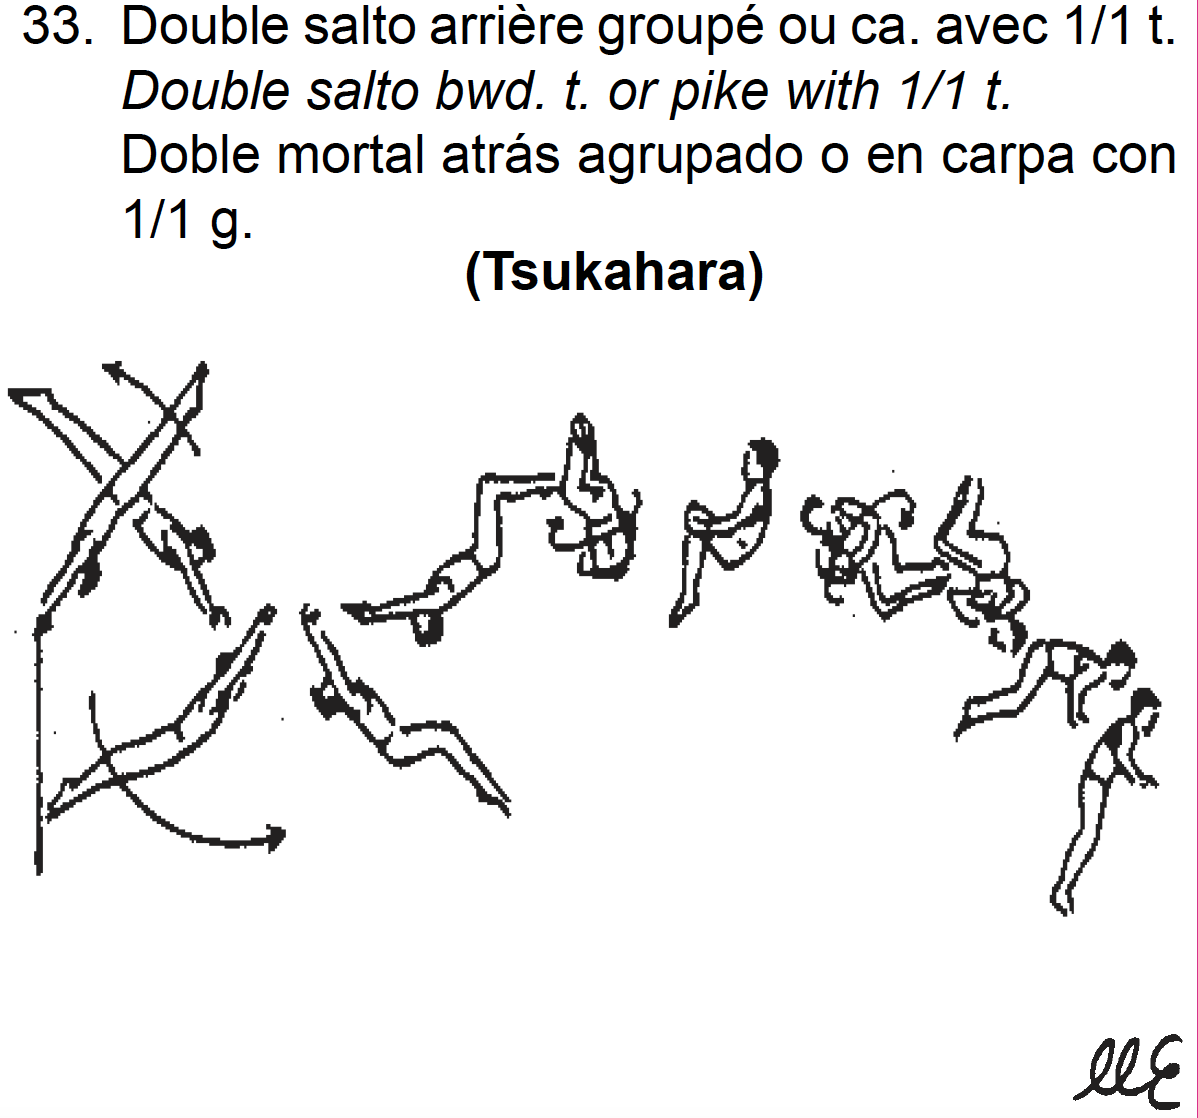 33. Double salto arrière groupé ou ca. avec 1/1 t.
Double salto bwd. t. or pike with 1/1 t.
Doble mortal atrás agrupado o en carpa con
1/1 g.
(Tsukahara)